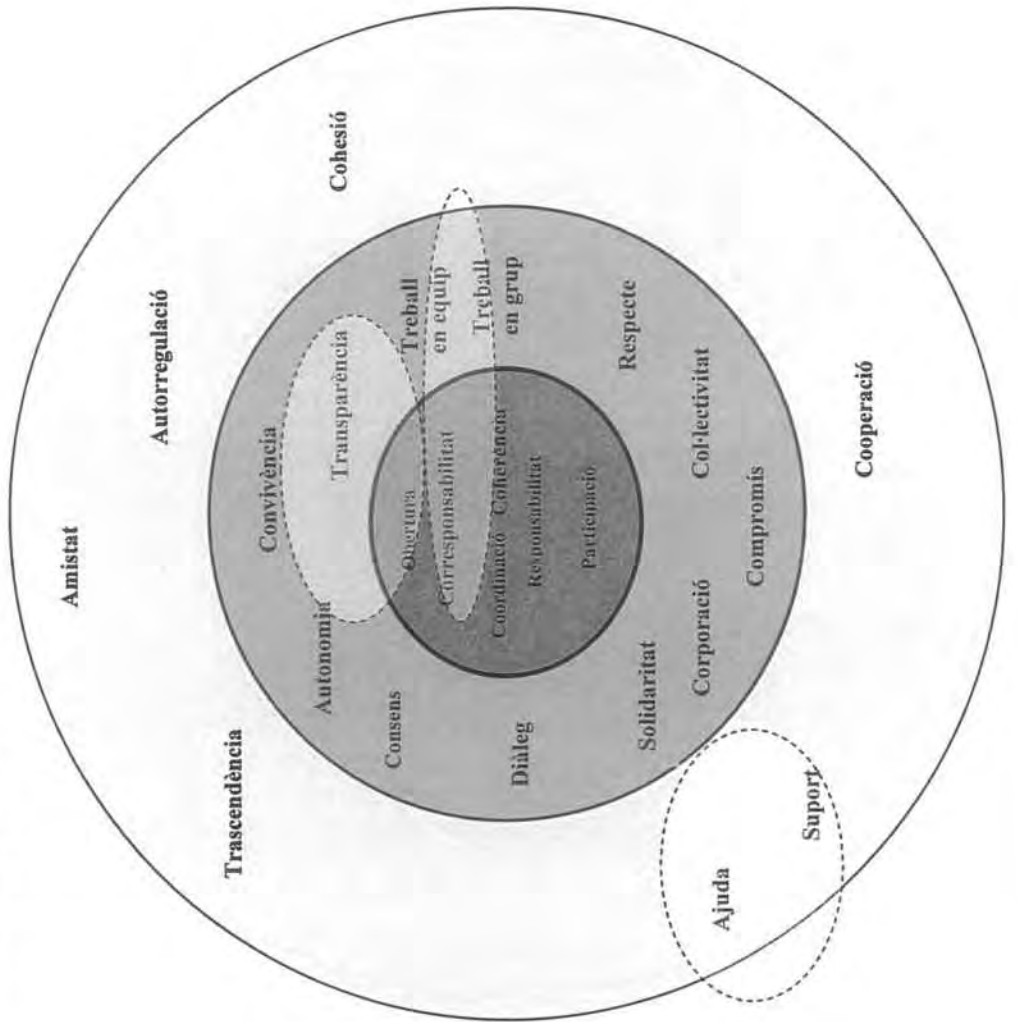 Amistat
Autorregulació
Trascendència
Convivència
Autonomia
Transparència
Cohesió
Consens
Obertura
Treball
en equip
Corresponsabilitat
Treball
en grup
Coordinació Coherència
Diàleg
Responsabilitat
Participació
Respecte
Solidaritat
Corporació
Col·lectivitat
Ajuda
Compromis
Suport
Cooperació